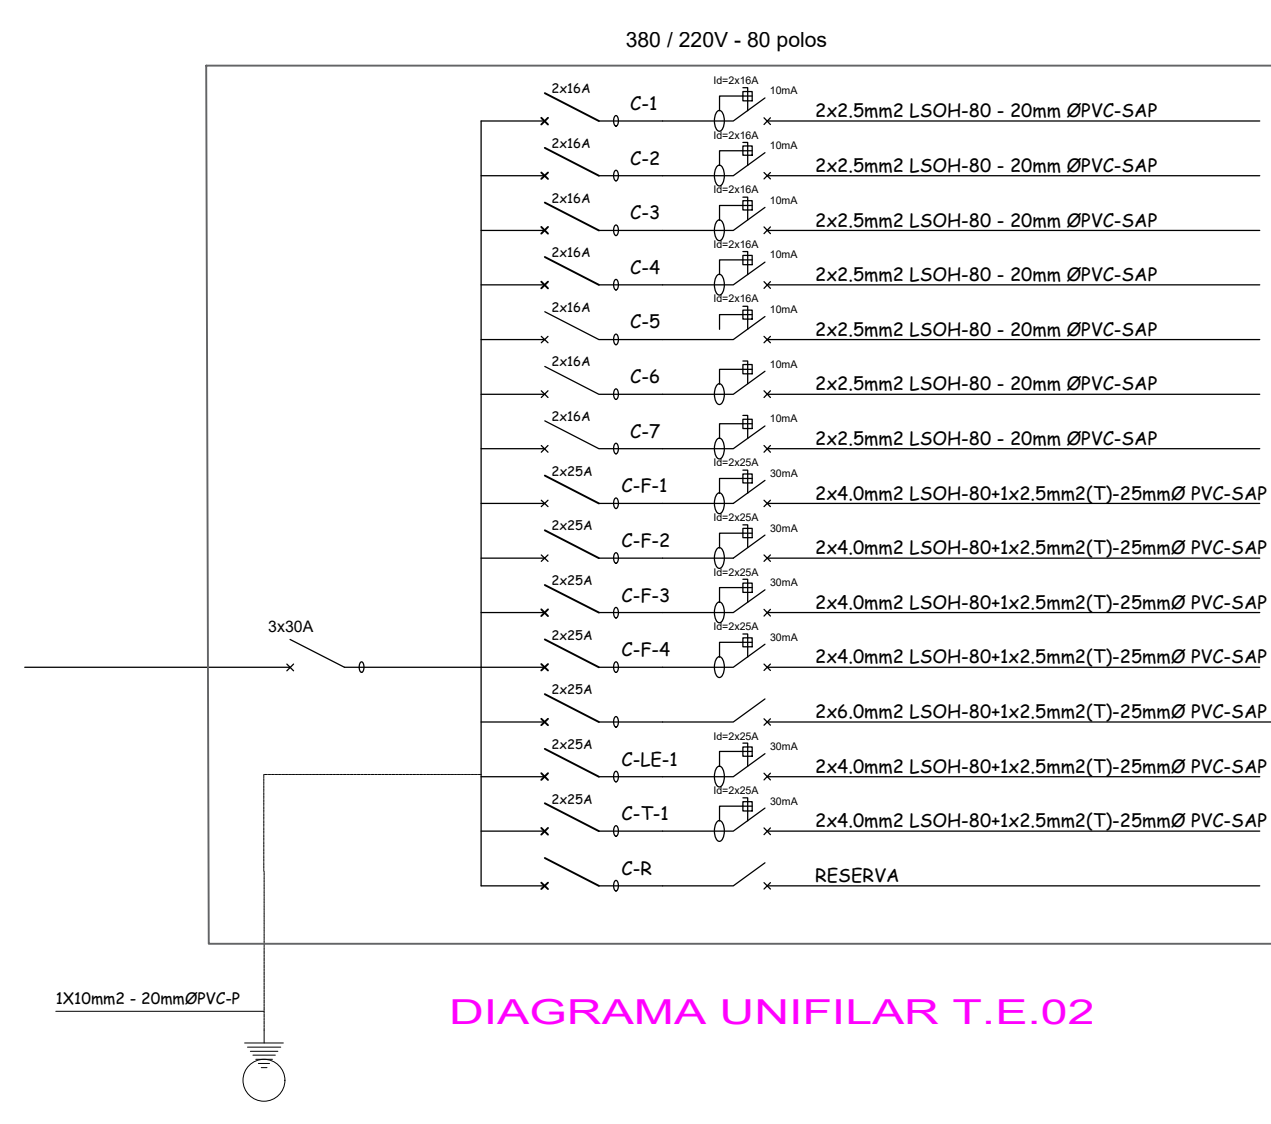 380 / 220V - 80 polos
2x16A C-1 Id=2x16A 10mA 2x2.5mm2 LSOH-80 - 20mm ØPVC-SAP
2x16A C-2 Id=2x16A 10mA 2x2.5mm2 LSOH-80 - 20mm ØPVC-SAP
2x16A C-3 Id=2x16A 10mA 2x2.5mm2 LSOH-80 - 20mm ØPVC-SAP
2x16A C-4 Id=2x16A 10mA 2x2.5mm2 LSOH-80 - 20mm ØPVC-SAP
2x16A C-5 Id=2x16A 10mA 2x2.5mm2 LSOH-80 - 20mm ØPVC-SAP
2x16A C-6 10mA 2x2.5mm2 LSOH-80 - 20mm ØPVC-SAP
2x16A C-7 10mA 2x2.5mm2 LSOH-80 - 20mm ØPVC-SAP
2x25A C-F-1 Id=2x25A 30mA 2x4.0mm2 LSOH-80+1x2.5mm2(T)-25mmØ PVC-SAP
2x25A C-F-2 Id=2x25A 30mA 2x4.0mm2 LSOH-80+1x2.5mm2(T)-25mmØ PVC-SAP
2x25A C-F-3 Id=2x25A 30mA 2x4.0mm2 LSOH-80+1x2.5mm2(T)-25mmØ PVC-SAP
3x30A
2x25A C-F-4 Id=2x25A 30mA 2x4.0mm2 LSOH-80+1x2.5mm2(T)-25mmØ PVC-SAP
2x25A 2x6.0mm2 LSOH-80+1x2.5mm2(T)-25mmØ PVC-SAP
2x25A C-LE-1 Id=2x25A 30mA 2x4.0mm2 LSOH-80+1x2.5mm2(T)-25mmØ PVC-SAP
2x25A C-T-1 Id=2x25A 30mA 2x4.0mm2 LSOH-80+1x2.5mm2(T)-25mmØ PVC-SAP
C-R RESERVA
1X10mm2 - 20mmØPVC-P
DIAGRAMA UNIFILAR T.E.02